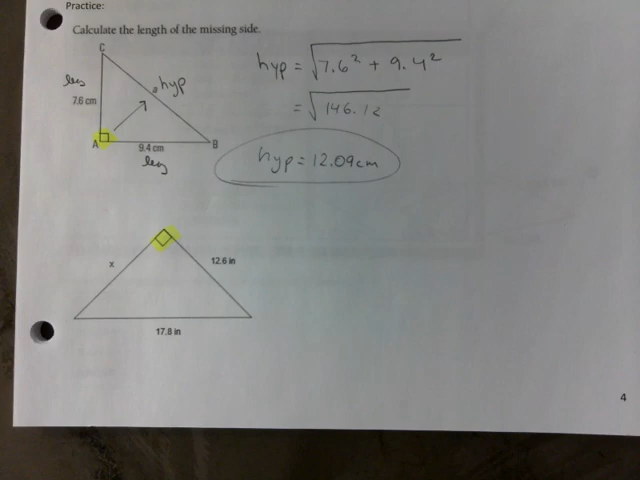 Practice:
Calculate the length of the missing side.
C
leg
hyp
7.6 cm
A
9.4 cm
B
leg
hyp = √7.6² + 9.4²
= √146.12
hyp = 12.09cm
x
12.6 in
17.8 in
4